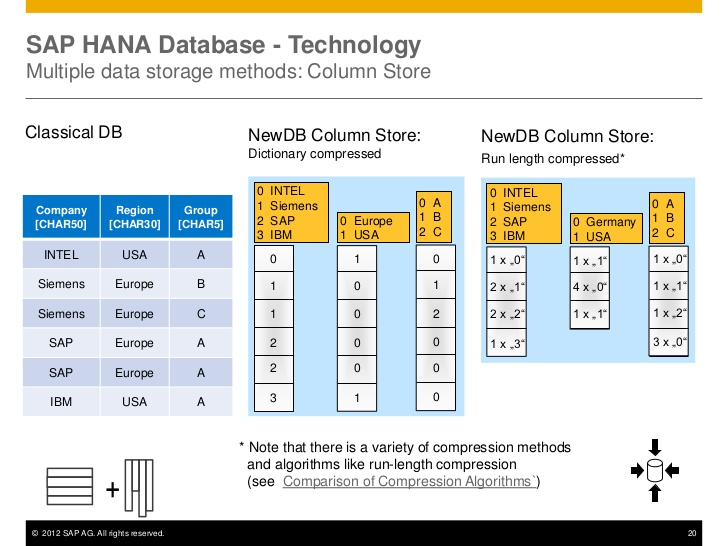 SAP HANA Database - Technology
Multiple data storage methods: Column Store
Classical DB
Company Region Group
[CHAR50] [CHAR30] [CHAR5]
INTEL USA A
Siemens Europe B
Siemens Europe C
SAP Europe A
SAP Europe A
IBM USA A
NewDB Column Store:
Dictionary compressed
0 INTEL
1 Siemens
2 SAP
3 IBM
0 Europe
1 USA
0 A
1 B
2 C
0 1 0
1 0 1
1 0 2
2 0 0
2 0 0
3 1 0
NewDB Column Store:
Run length compressed*
0 INTEL
1 Siemens
2 SAP
3 IBM
0 Germany
1 USA
0 A
1 B
2 C
1 x „0“ 1 x „1“ 1 x „0“
2 x „1“ 4 x „0“ 1 x „1“
2 x „2“ 1 x „1“ 1 x „2“
1 x „3“ 3 x „0“
+
* Note that there is a variety of compression methods
and algorithms like run-length compression
(see Comparison of Compression Algorithms`)
© 2012 SAP AG. All rights reserved. 20